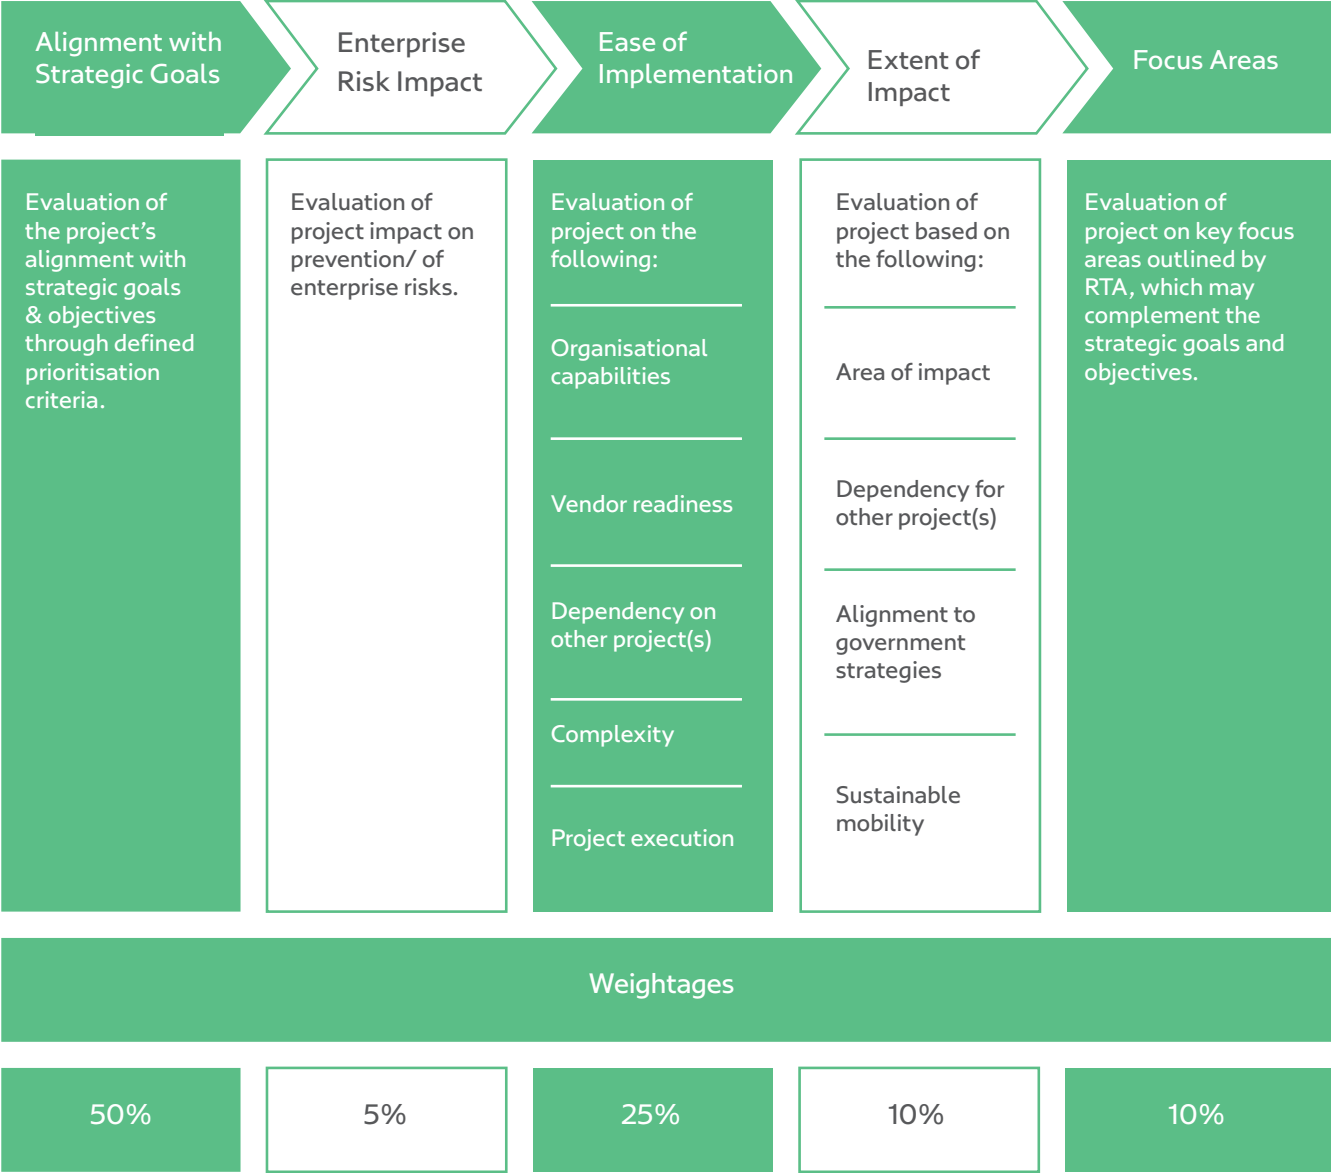 Alignment with
Strategic Goals
Enterprise
Risk Impact
Ease of
Implementation
Extent of
Impact
Focus Areas
Evaluation of
the project’s
alignment with
strategic goals
& objectives
through defined
prioritisation
criteria.
Evaluation of
project impact on
prevention/ of
enterprise risks.
Evaluation of
project on the
following:
Organisational
capabilities
Vendor readiness
Dependency on
other project(s)
Complexity
Project execution
Evaluation of
project based on
the following:
Area of impact
Dependency for
other project(s)
Alignment to
government
strategies
Sustainable
mobility
Evaluation of
project on key focus
areas outlined by
RTA, which may
complement the
strategic goals and
objectives.
Weightages
50%
5%
25%
10%
10%